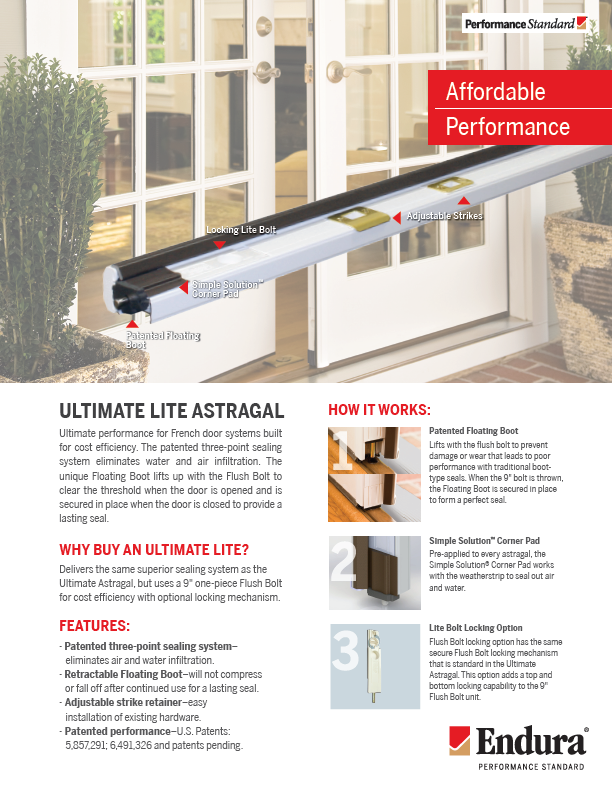 Performance Standard
Affordable
Performance
Locking Lite Bolt
Adjustable Strikes
Simple Solution™
Corner Pad
Patented Floating
Boot
ULTIMATE LITE ASTRAGAL
Ultimate performance for French door systems built
for cost efficiency. The patented three-point sealing
system eliminates water and air infiltration. The
unique Floating Boot lifts up with the Flush Bolt to
clear the threshold when the door is opened and is
secured in place when the door is closed to provide a
lasting seal.
WHY BUY AN ULTIMATE LITE?
Delivers the same superior sealing system as the
Ultimate Astragal, but uses a 9" one-piece Flush Bolt
for cost efficiency with optional locking mechanism.
FEATURES:
- Patented three-point sealing system–
eliminates air and water infiltration.
- Retractable Floating Boot–will not compress
or fall off after continued use for a lasting seal.
- Adjustable strike retainer–easy
installation of existing hardware.
- Patented performance–U.S. Patents:
5,857,291; 6,491,326 and patents pending.
HOW IT WORKS:
1
Patented Floating Boot
Lifts with the flush bolt to prevent
damage or wear that leads to poor
performance with traditional boot-
type seals. When the 9" bolt is thrown,
the Floating Boot is secured in place
to form a perfect seal.
2
Simple Solution™ Corner Pad
Pre-applied to every astragal, the
Simple Solution® Corner Pad works
with the weatherstrip to seal out air
and water.
3
Lite Bolt Locking Option
Flush Bolt locking option has the same
secure Flush Bolt locking mechanism
that is standard in the Ultimate
Astragal. This option adds a top and
bottom locking capability to the 9"
Flush Bolt unit.
Endura®
PERFORMANCE STANDARD